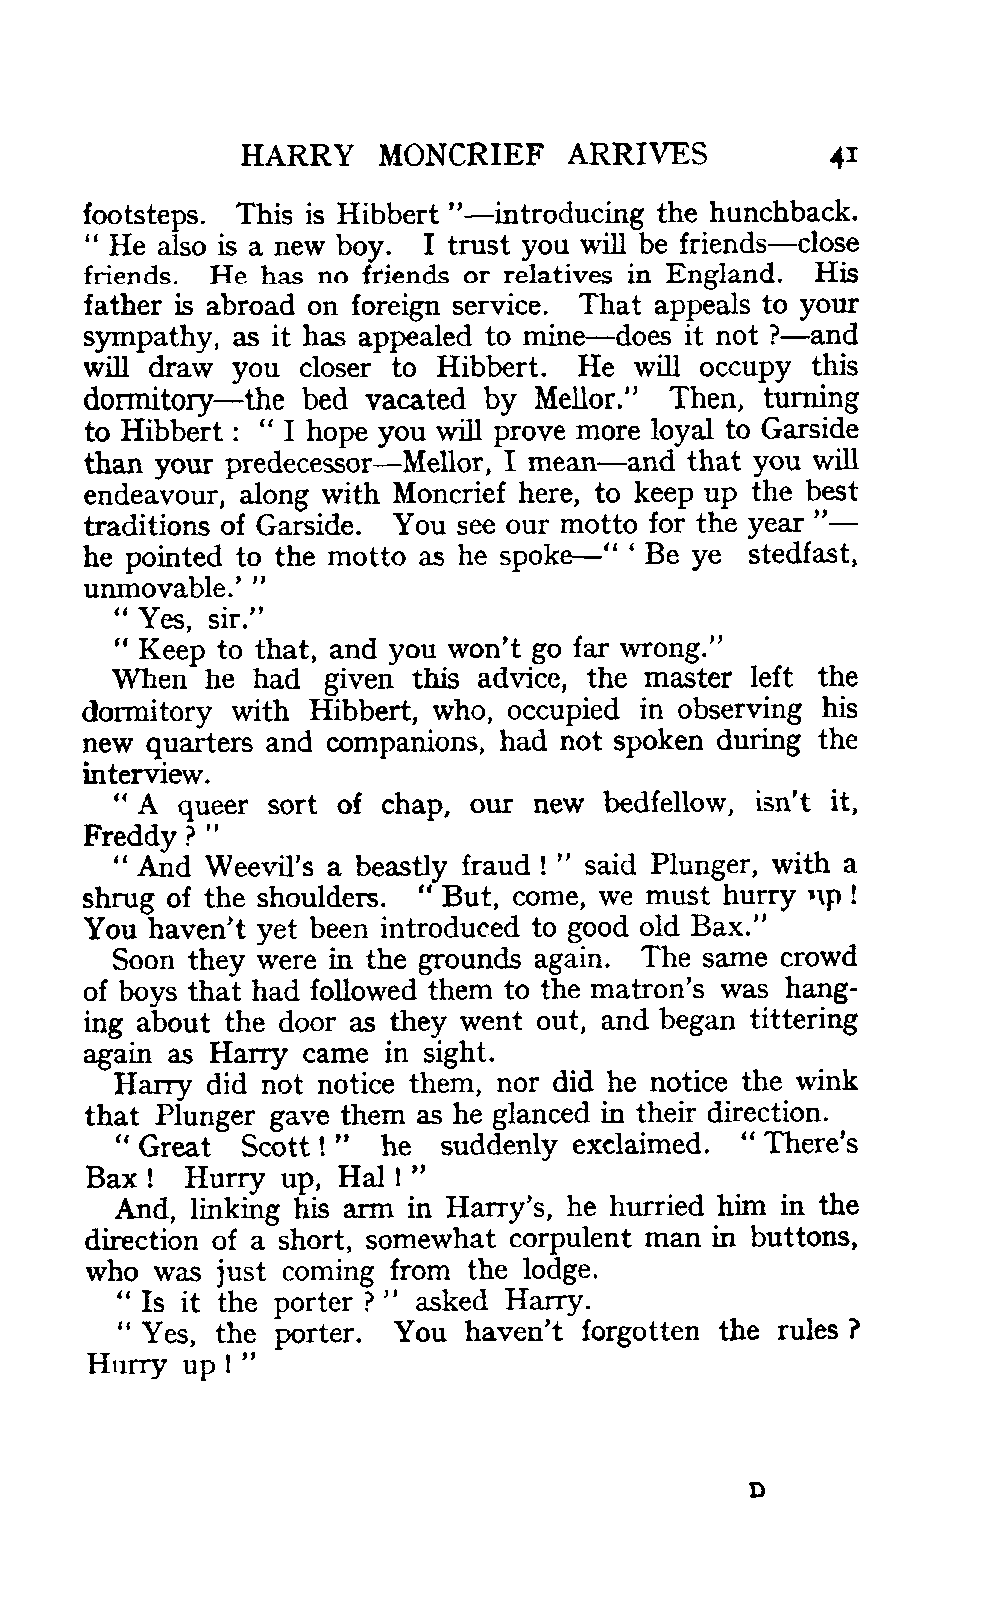 HARRY MONCRIEF ARRIVES 41
footsteps. This is Hibbert "—introducing the hunchback.
" He also is a new boy. I trust you will be friends—close
friends. He has no friends or relatives in England. His
father is abroad on foreign service. That appeals to your
sympathy, as it has appealed to mine—does it not ?—and
will draw you closer to Hibbert. He will occupy this
dormitory—the bed vacated by Mellor." Then, turning
to Hibbert : " I hope you will prove more loyal to Garside
than your predecessor—Mellor, I mean—and that you will
endeavour, along with Moncrief here, to keep up the best
traditions of Garside. You see our motto for the year "—
he pointed to the motto as he spoke—" ' Be ye stedfast,
unmovable.' "
" Yes, sir."
" Keep to that, and you won't go far wrong."
When he had given this advice, the master left the
dormitory with Hibbert, who, occupied in observing his
new quarters and companions, had not spoken during the
interview.
" A queer sort of chap, our new bedfellow, isn't it,
Freddy ? "
" And Weevil's a beastly fraud ! " said Plunger, with a
shrug of the shoulders. " But, come, we must hurry up !
You haven't yet been introduced to good old Bax."
Soon they were in the grounds again. The same crowd
of boys that had followed them to the matron's was hang-
ing about the door as they went out, and began tittering
again as Harry came in sight.
Harry did not notice them, nor did he notice the wink
that Plunger gave them as he glanced in their direction.
" Great Scott ! " he suddenly exclaimed. " There's
Bax ! Hurry up, Hal ! "
And, linking his arm in Harry's, he hurried him in the
direction of a short, somewhat corpulent man in buttons,
who was just coming from the lodge.
" Is it the porter ? " asked Harry.
" Yes, the porter. You haven't forgotten the rules ?
Hurry up ! "
D